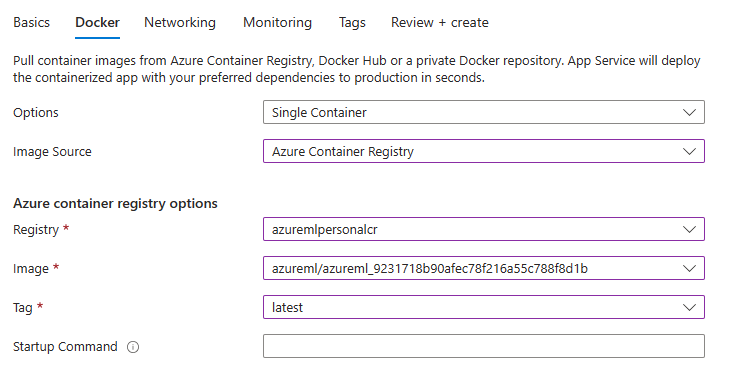 Basics Docker Networking Monitoring Tags Review + create
Pull container images from Azure Container Registry, Docker Hub or a private Docker repository. App Service will deploy
the containerized app with your preferred dependencies to production in seconds.
Options Single Container
Image Source Azure Container Registry
Azure container registry options
Registry * azuremlpersonalcr
Image * azureml/azureml_9231718b90afec78f216a55c788f8d1b
Tag * latest
Startup Command